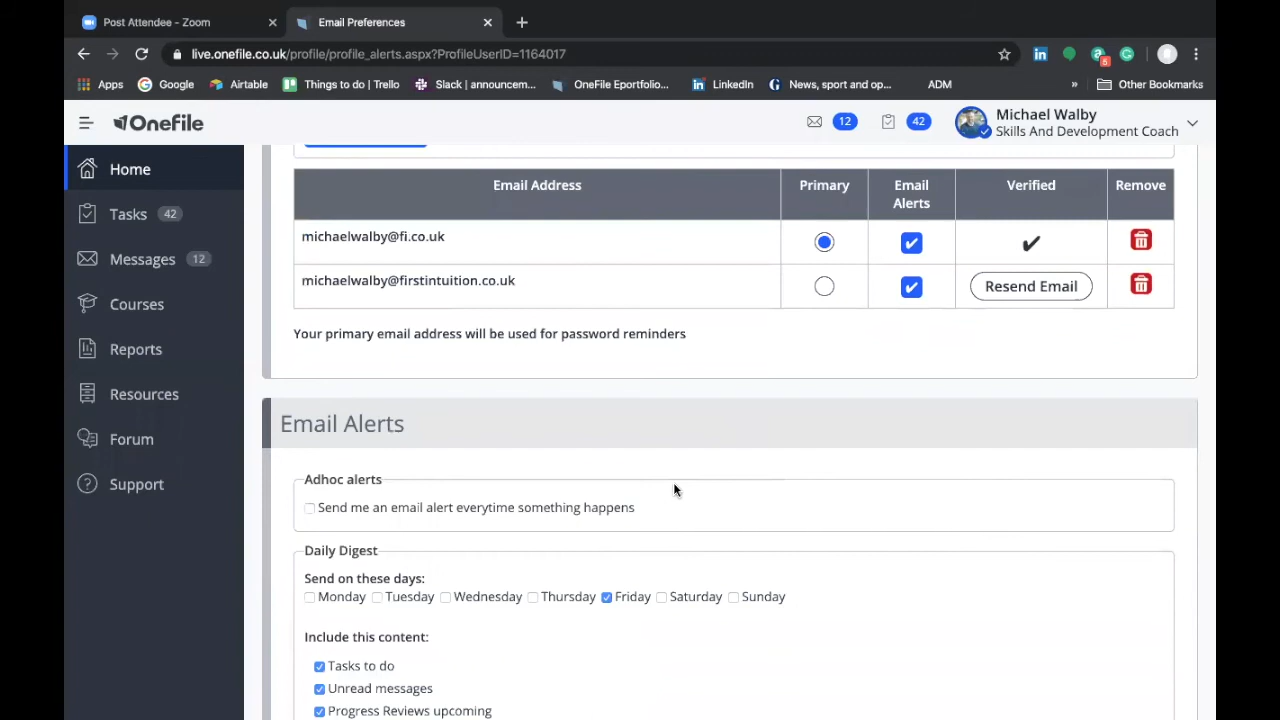 Post Attendee - Zoom
Email Preferences
live.onefile.co.uk/profile/profile_alerts.aspx?ProfileUserID=1164017
6
Apps
Google
Airtable
Things to do | Trello
Slack | announcem...
OneFile Eportfolio...
LinkedIn
News, sport and op...
ADM
»
Other Bookmarks
Onefile
12
42
Michael Walby
Skills And Development Coach
Home
Tasks 42
Messages 12
Courses
Reports
Resources
Forum
Support
Email Address Primary Email Alerts Verified Remove
michaelwalby@fi.co.uk
michaelwalby@firstintuition.co.uk Resend Email
Your primary email address will be used for password reminders
Email Alerts
Adhoc alerts
Send me an email alert everytime something happens
Daily Digest
Send on these days:
Monday Tuesday Wednesday Thursday Friday Saturday Sunday
Include this content:
Tasks to do
Unread messages
Progress Reviews upcoming